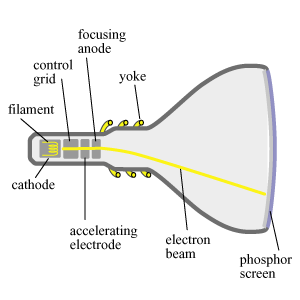 focusing
anode
control
grid
yoke
filament
cathode
accelerating
electrode
electron
beam
phosphor
screen